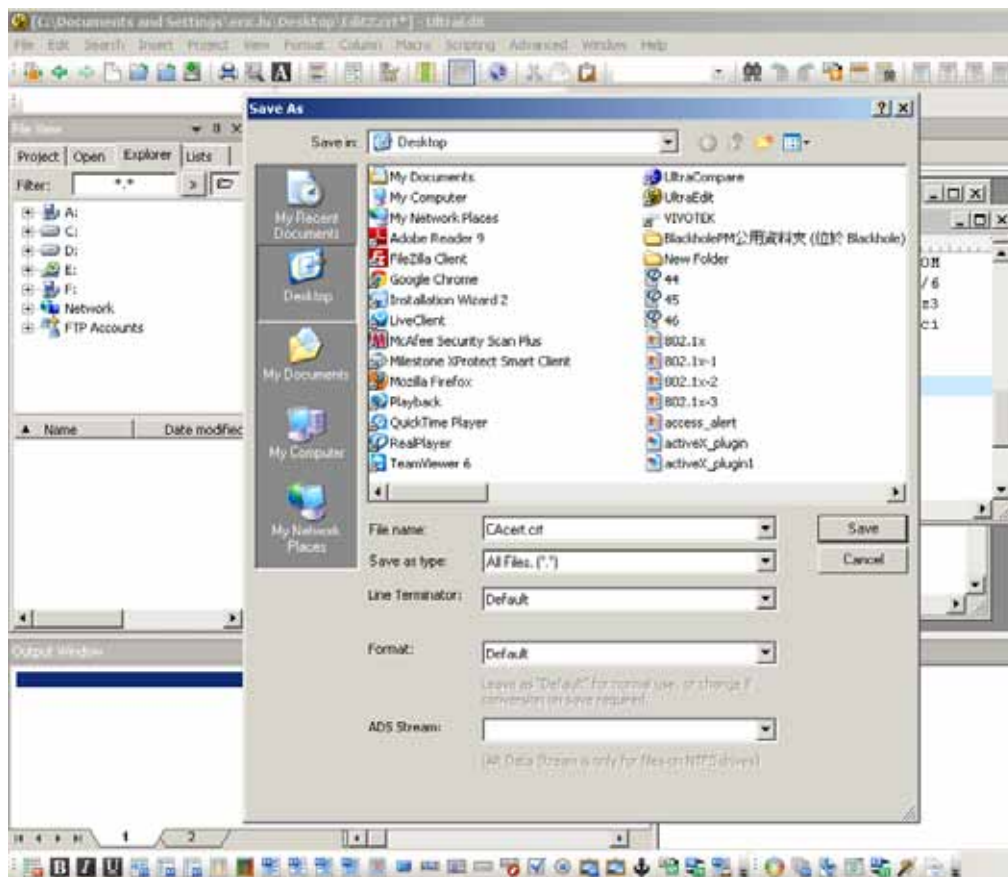 [C:\Documents and Settings\eric.lu\Desktop\Edit2.crt*] - UltraEdit
File Edit Search Insert Project View Format Column Macro Scripting Advanced Window Help
File View
Project Open Explorer Lists
Filter: *.*
A:
C:
D:
E:
F:
Network
FTP Accounts
Name Date modified
Output Window
1 2
Save As
Save in: Desktop
My Recent Documents
Desktop
My Documents
My Computer
My Network Places
My Documents
My Computer
My Network Places
Adobe Reader 9
FileZilla Client
Google Chrome
Installation Wizard 2
LiveClient
McAfee Security Scan Plus
Milestone XProtect Smart Client
Mozilla Firefox
Playback
QuickTime Player
RealPlayer
TeamViewer 6
UltraCompare
UltraEdit
VIVOTEK
BlackholePM公用資料夾 (位於 Blackhole)
New Folder
44
45
46
802.1x
802.1x-1
802.1x-2
802.1x-3
access_alert
activeX_plugin
activeX_plugin1
File name: CAcert.crt Save
Save as type: All Files, (*.*) Cancel
Line Terminator: Default
Format: Default
Leave as "Default" for normal use, or change if
conversion on save required.
ADS Stream:
(Alt Data Stream is only for files on NTFS drives)
OM
/6
z3
ci
B I U